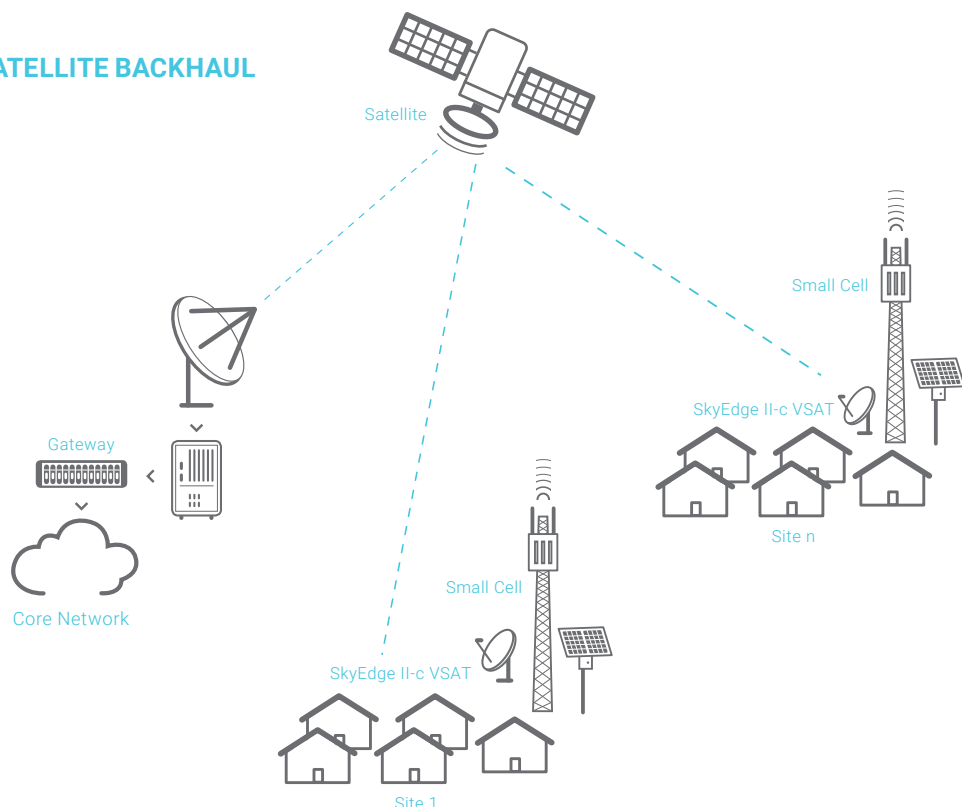 ATELLITE BACKHAUL
Satellite
Small Cell
SkyEdge II-c VSAT
Gateway
Site n
Small Cell
Core Network
SkyEdge II-c VSAT
Site 1